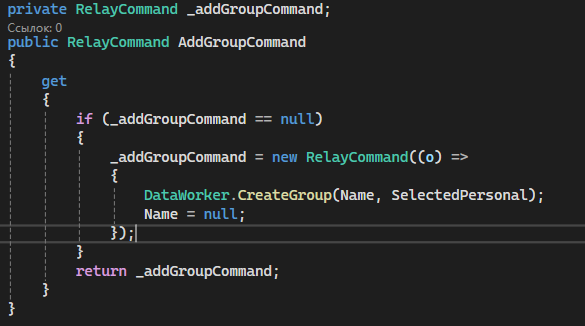 private RelayCommand _addGroupCommand;
Ссылок: 0
public RelayCommand AddGroupCommand
{
get
{
if (_addGroupCommand == null)
{
_addGroupCommand = new RelayCommand((o) =>
{
DataWorker.CreateGroup(Name, SelectedPersonal);
Name = null;
});
}
return _addGroupCommand;
}
}